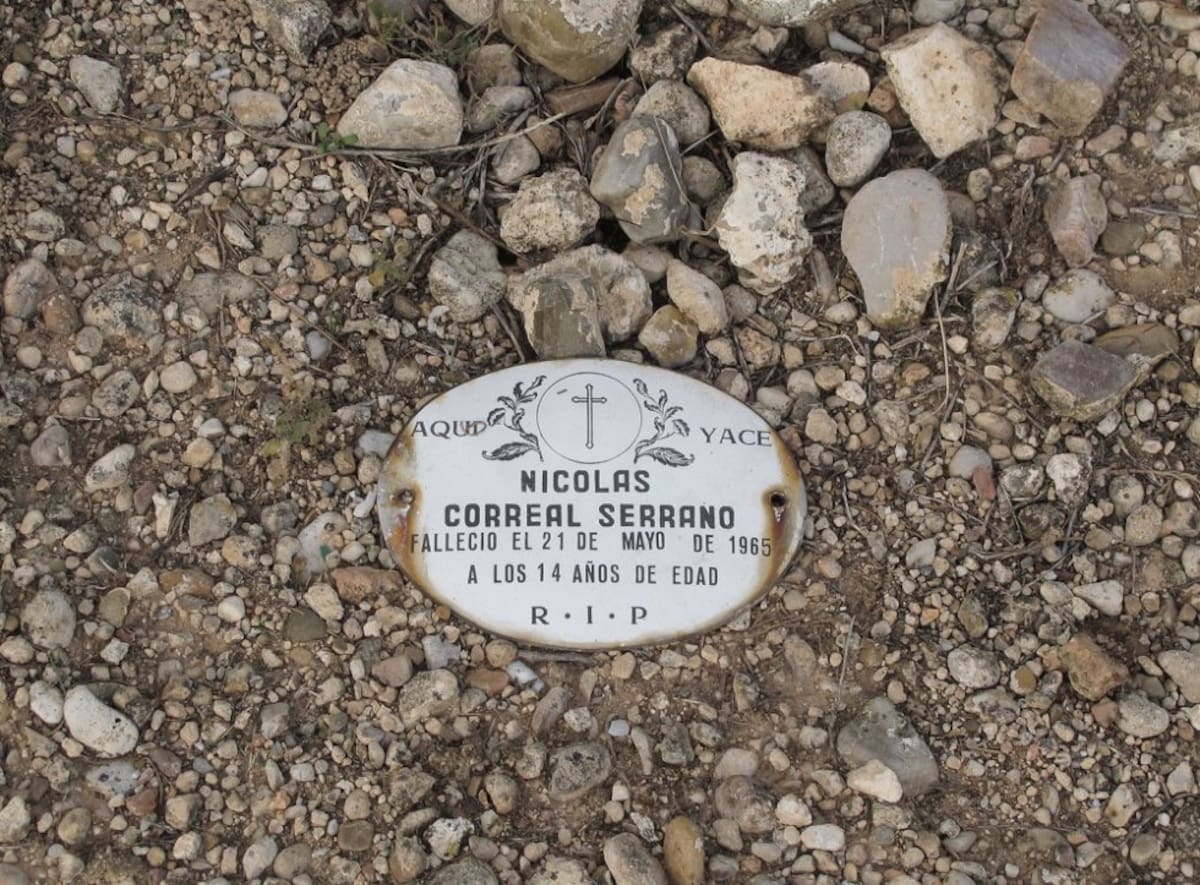 AQUI YACE
NICOLAS
CORREAL SERRANO
FALLECIO EL 21 DE MAYO DE 1965
A LOS 14 AÑOS DE EDAD
R·I·P